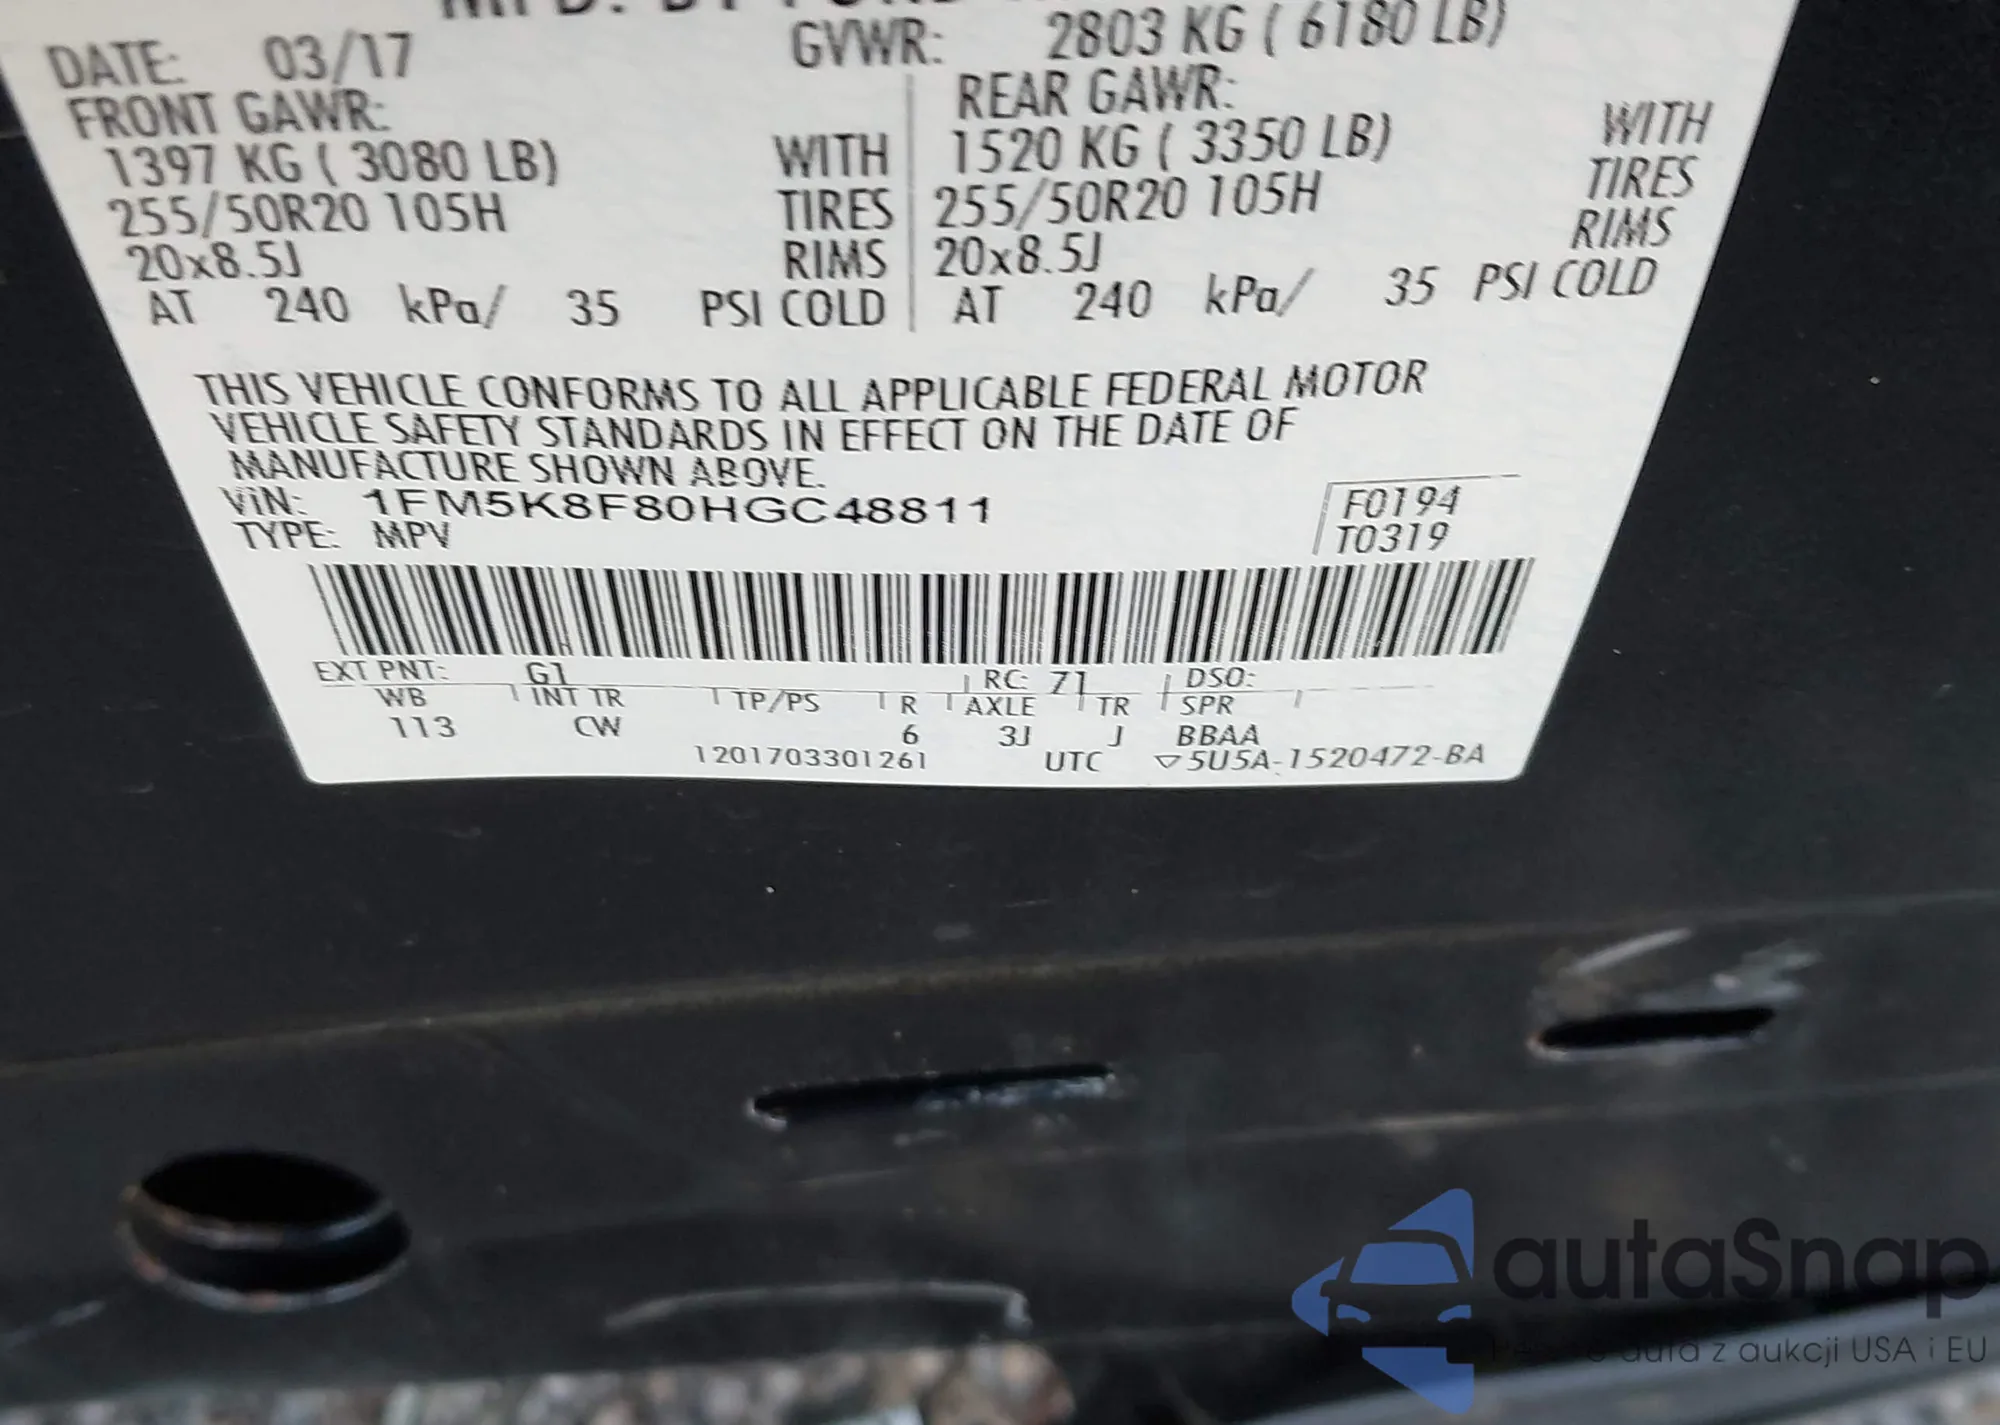 MFD. BY FORD
DATE: 03/17 GVWR: 2803 KG ( 6180 LB)
FRONT GAWR: REAR GAWR:
1397 KG ( 3080 LB) WITH 1520 KG ( 3350 LB) WITH
255/50R20 105H TIRES 255/50R20 105H TIRES
20x8.5J RIMS 20x8.5J RIMS
AT 240 kPa/ 35 PSI COLD AT 240 kPa/ 35 PSI COLD
THIS VEHICLE CONFORMS TO ALL APPLICABLE FEDERAL MOTOR
VEHICLE SAFETY STANDARDS IN EFFECT ON THE DATE OF
MANUFACTURE SHOWN ABOVE.
VIN: 1FM5K8F80HGC48811 F0194
TYPE: MPV T0319
EXT PNT: G1 RC: 71 DSO:
WB INT TR TP/PS R AXLE TR SPR
113 CW 6 3J J BBAA
1201703301261 UTC ▽5U5A-1520472-BA
autaSnap
auta z aukcji USA i EU